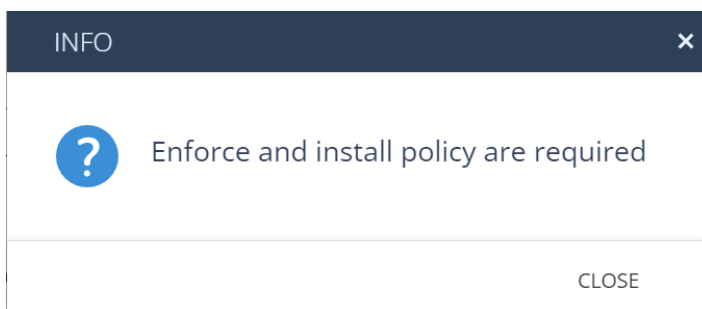 INFO ×
? Enforce and install policy are required
CLOSE